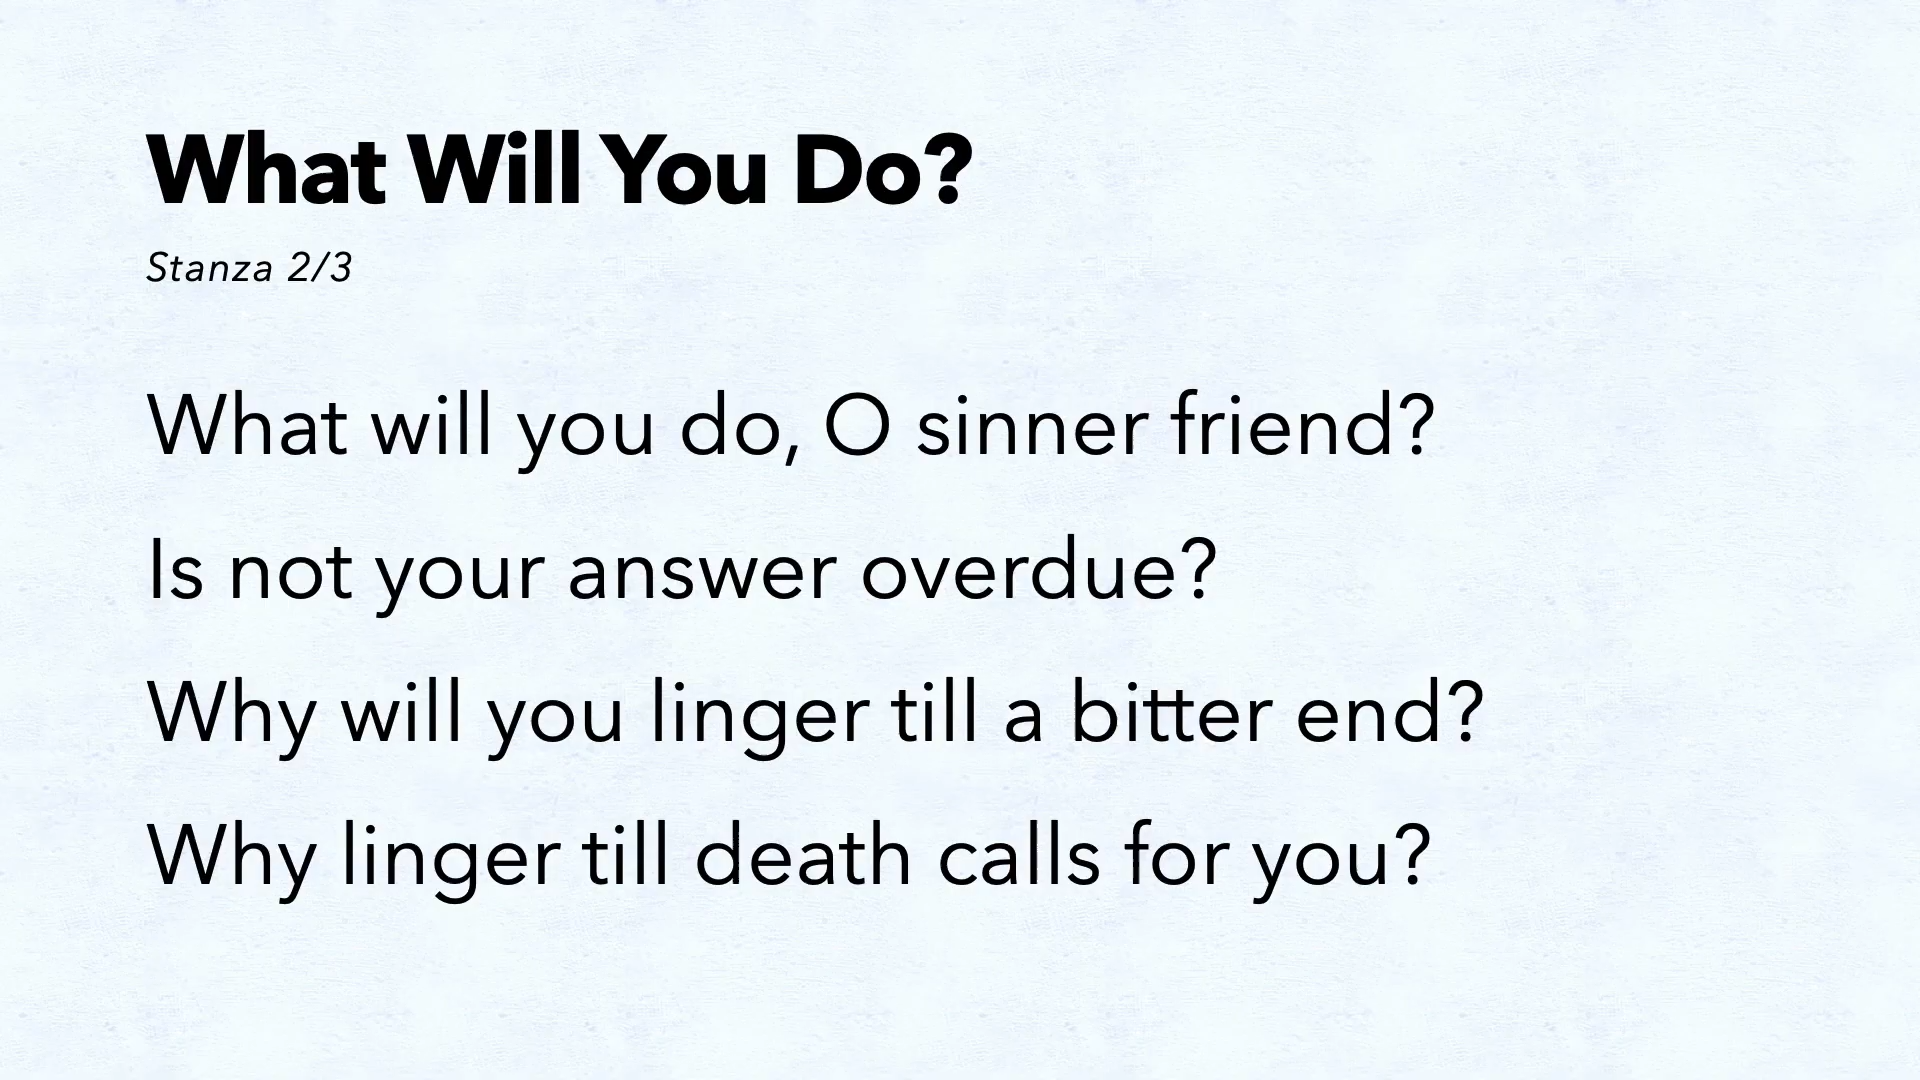 What Will You Do?
Stanza 2/3
What will you do, O sinner friend?
Is not your answer overdue?
Why will you linger till a bitter end?
Why linger till death calls for you?